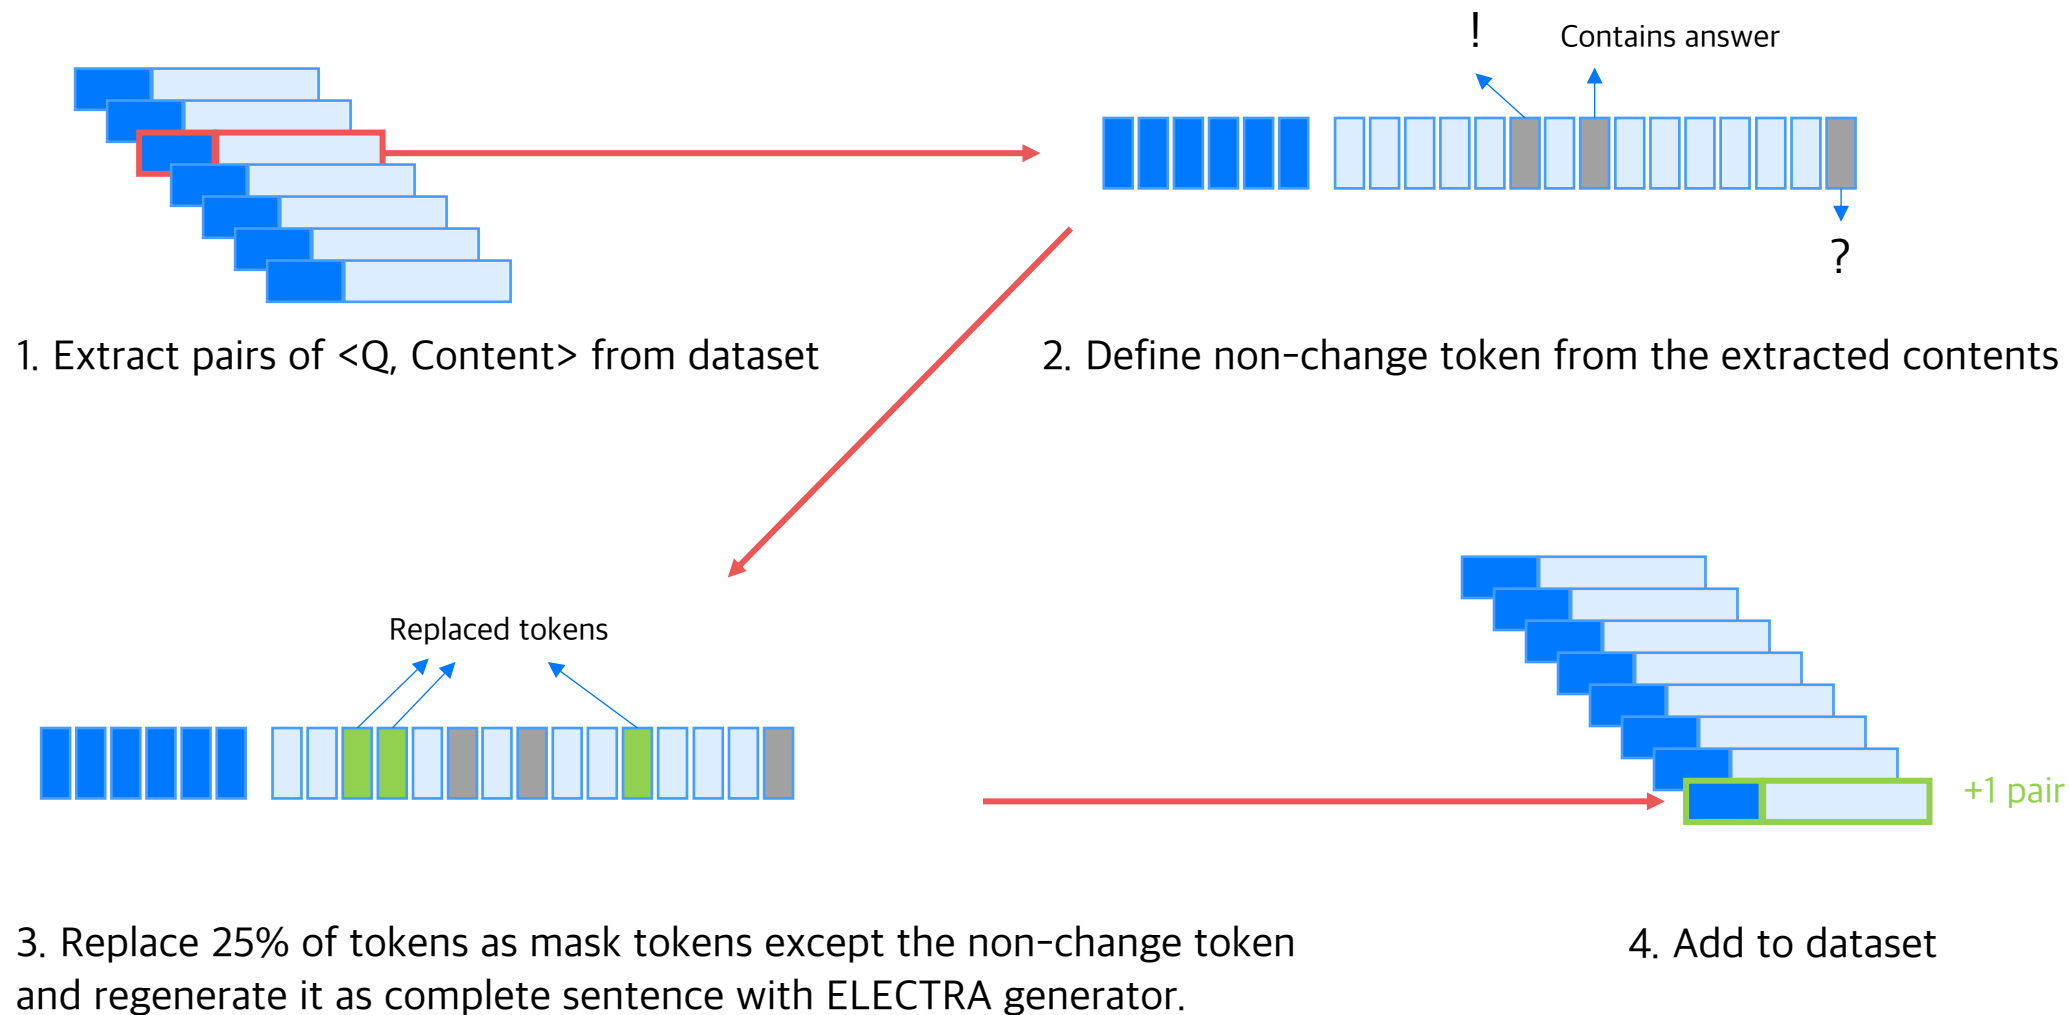 ! Contains answer
?
1. Extract pairs of <Q, Content> from dataset
2. Define non-change token from the extracted contents
Replaced tokens
+1 pair
3. Replace 25% of tokens as mask tokens except the non-change token
and regenerate it as complete sentence with ELECTRA generator.
4. Add to dataset